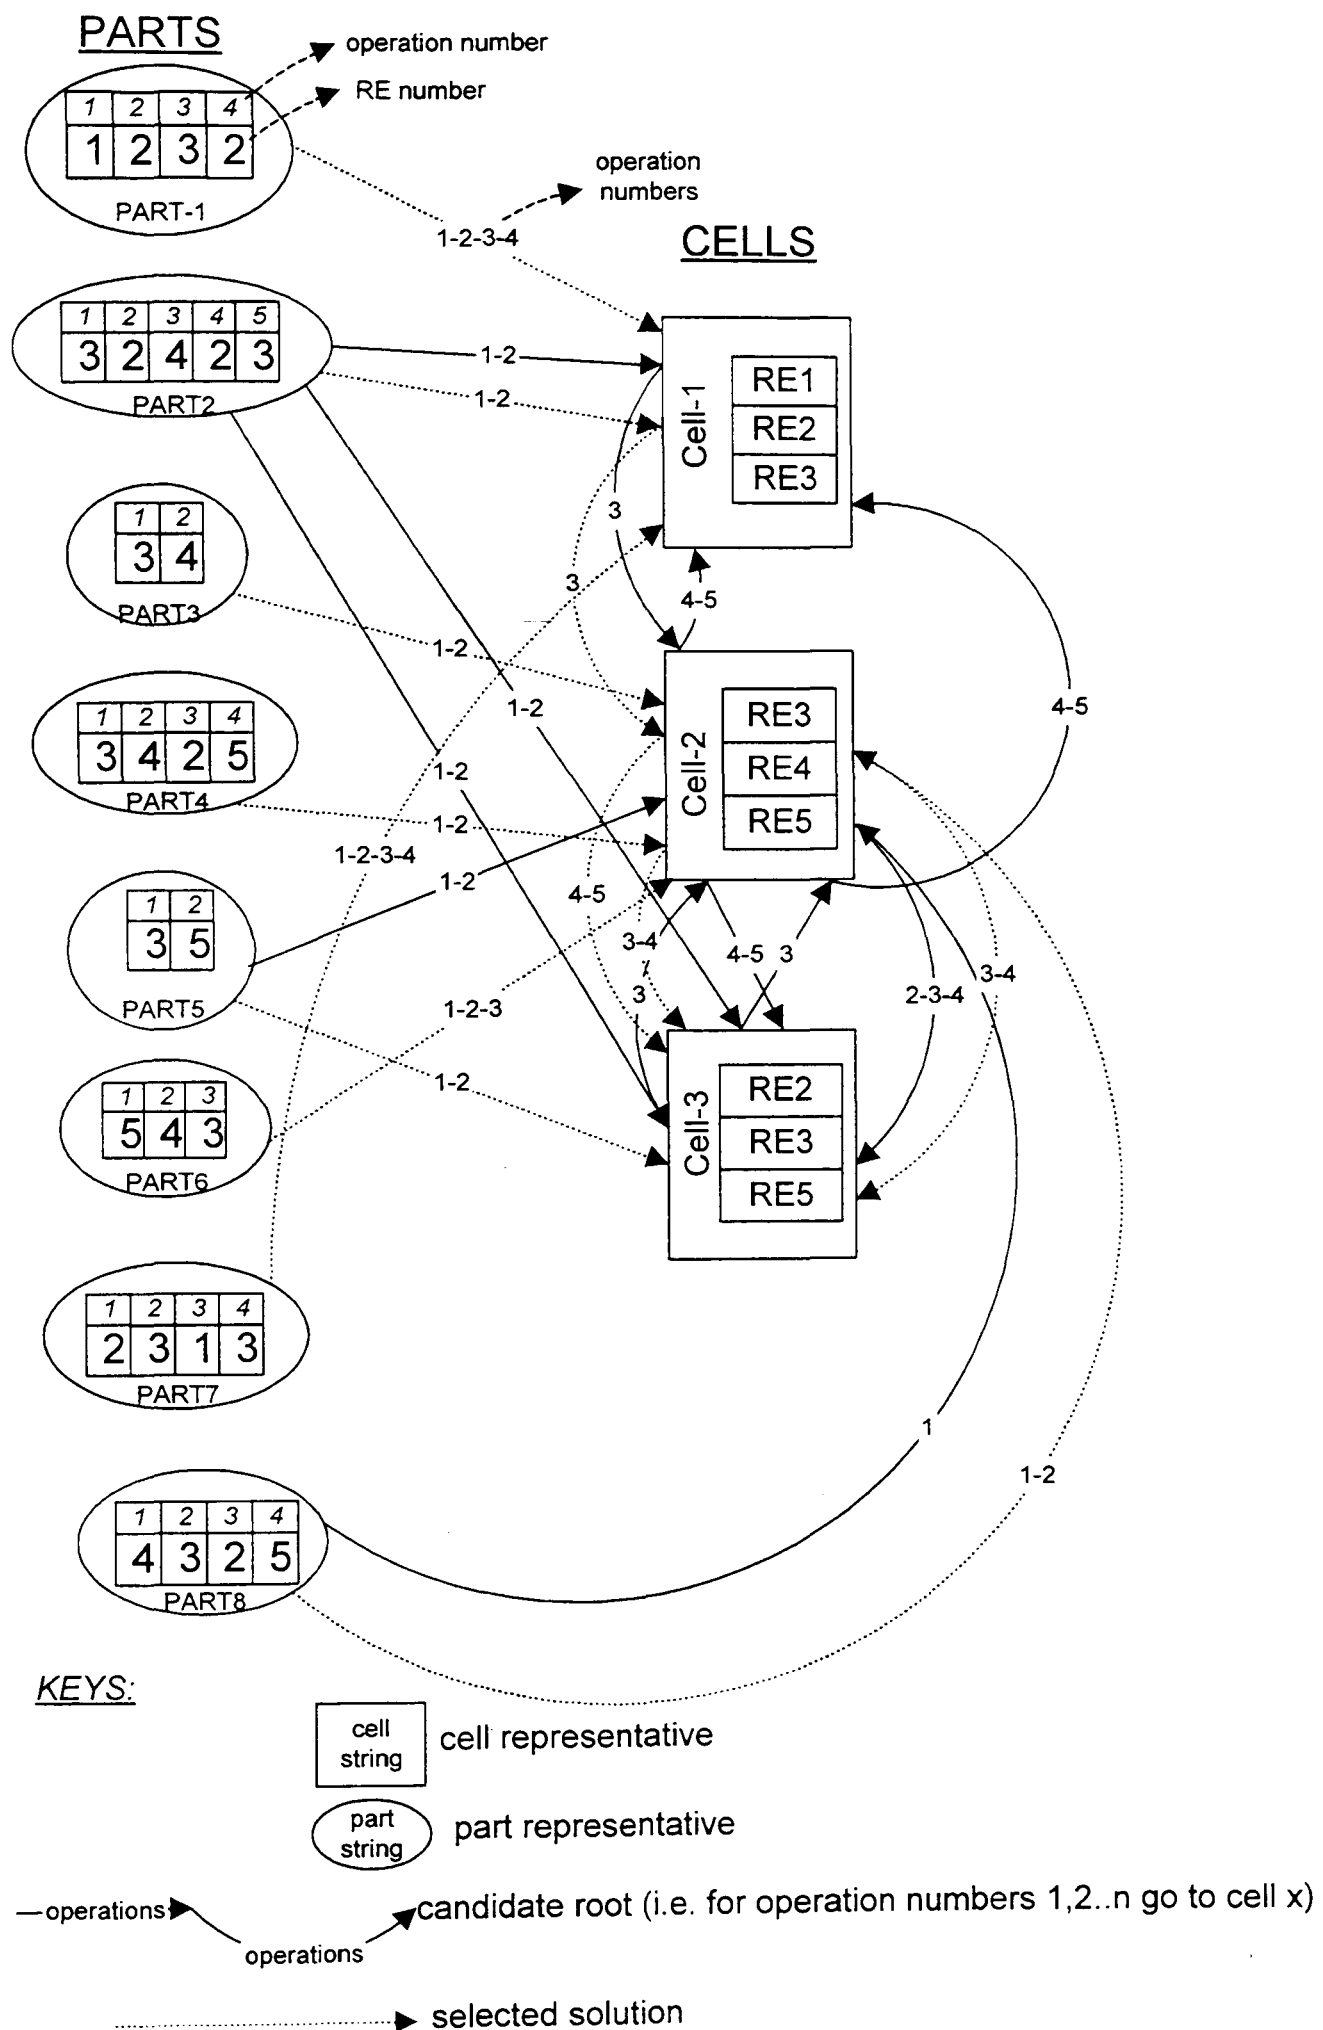 PARTS
operation number
RE number
1 2 3 4
1 2 3 2
PART-1
operation
numbers
1-2-3-4
CELLS
1 2 3 4 5
3 2 4 2 3
PART2
1-2
1-2
Cell-1
RE1
RE2
RE3
1 2
3 4
PART3
3
3
4-5
1-2
1-2
4-5
1 2 3 4
3 4 2 5
PART4
Cell-2
RE3
RE4
RE5
1-2
1-2
1-2-3-4
1-2
4-5
1 2
3 5
PART5
3-4
4-5
3
3
2-3-4
3-4
1-2-3
1-2
1 2 3
5 4 3
PART6
Cell-3
RE2
RE3
RE5
1 2 3 4
2 3 1 3
PART7
1
1-2
1 2 3 4
4 3 2 5
PART8
KEYS:
cell
string
cell representative
part
string
part representative
operations
operations
candidate root (i.e. for operation numbers 1,2..n go to cell x)
selected solution